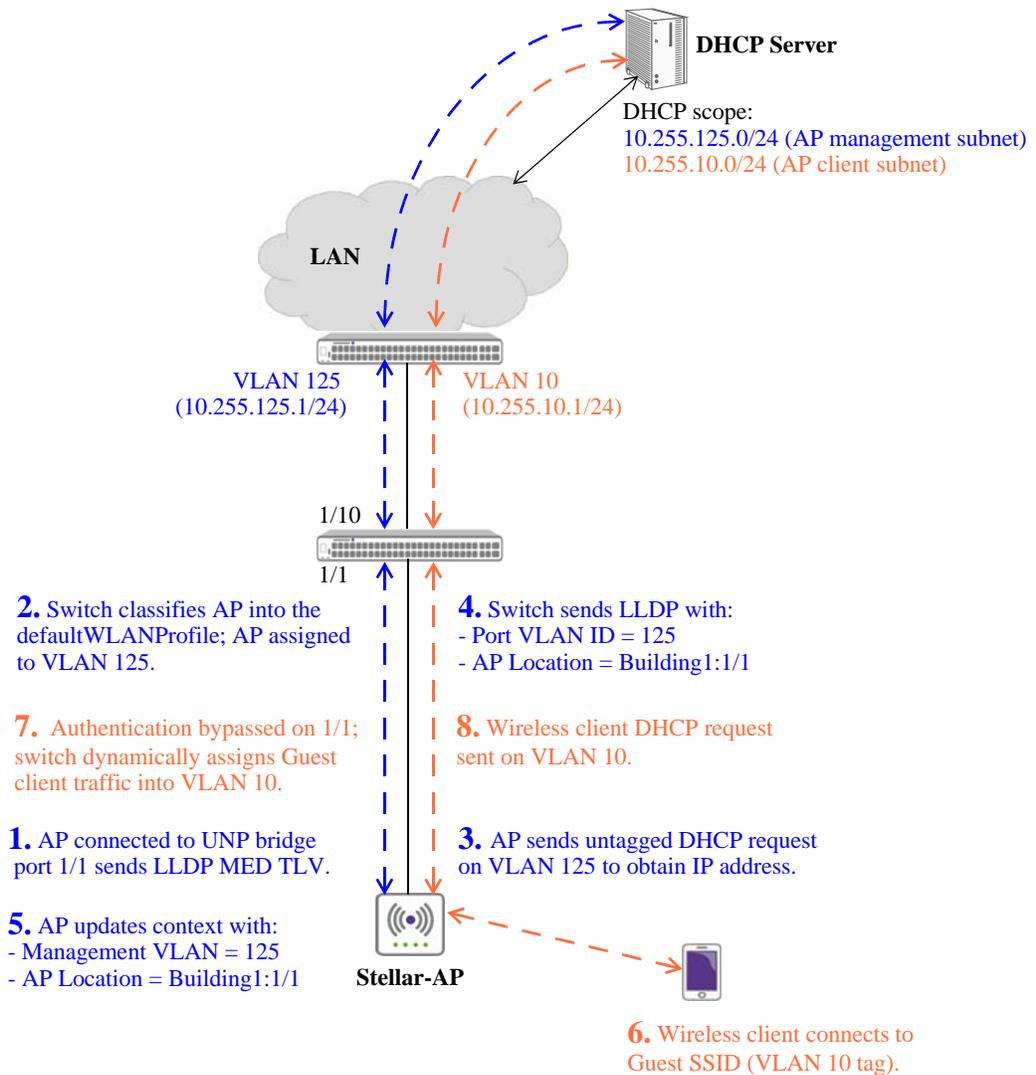 DHCP Server
DHCP scope:
10.255.125.0/24 (AP management subnet)
10.255.10.0/24 (AP client subnet)
LAN
VLAN 125
(10.255.125.1/24)
VLAN 10
(10.255.10.1/24)
1/10
1/1
2. Switch classifies AP into the
defaultWLANProfile; AP assigned
to VLAN 125.
4. Switch sends LLDP with:
- Port VLAN ID = 125
- AP Location = Building1:1/1
7. Authentication bypassed on 1/1;
switch dynamically assigns Guest
client traffic into VLAN 10.
8. Wireless client DHCP request
sent on VLAN 10.
1. AP connected to UNP bridge
port 1/1 sends LLDP MED TLV.
3. AP sends untagged DHCP request
on VLAN 125 to obtain IP address.
5. AP updates context with:
- Management VLAN = 125
- AP Location = Building1:1/1
Stellar-AP
6. Wireless client connects to
Guest SSID (VLAN 10 tag).